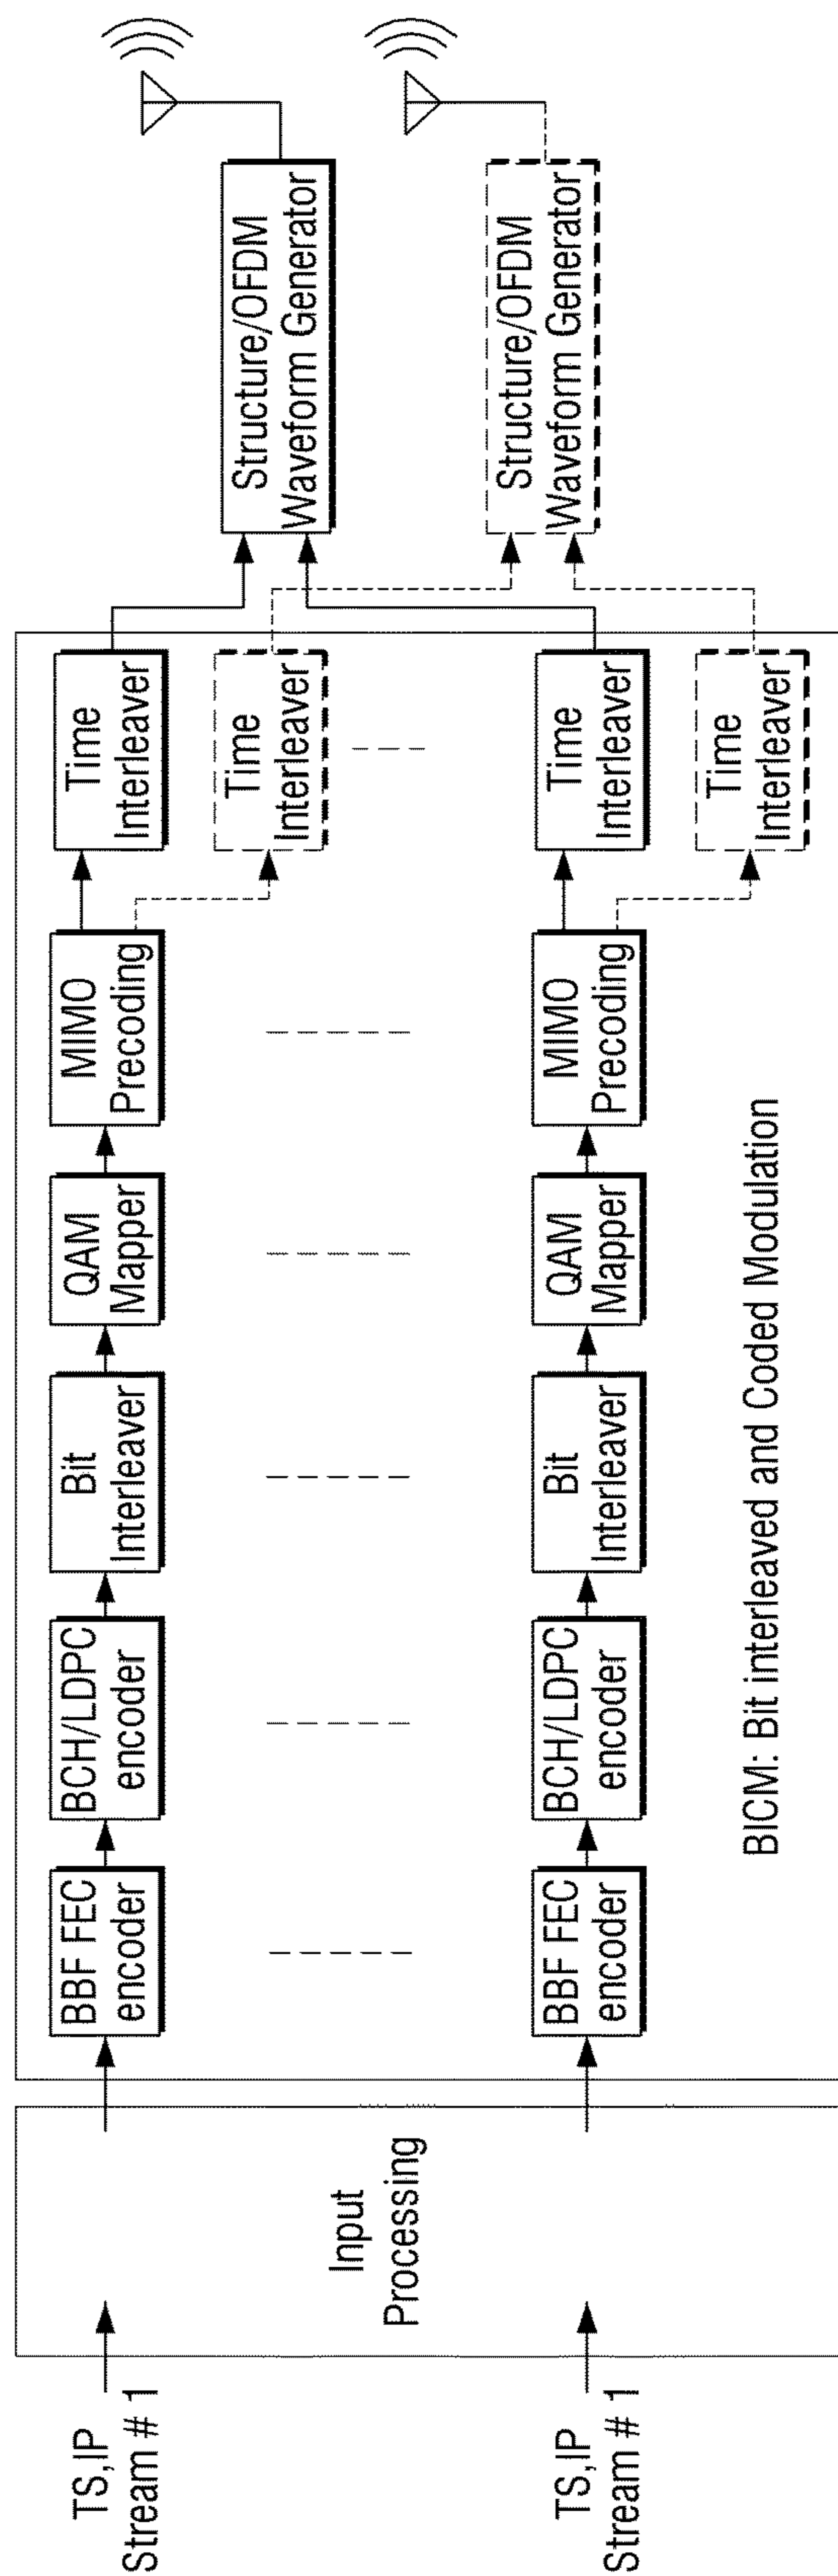 TS,IP
Stream # 1
Input
Processing
BBF FEC
encoder
BCH/LDPC
encoder
Bit
Interleaver
QAM
Mapper
MIMO
Precoding
Time
Interleaver
Time
Interleaver
Structure/OFDM
Waveform Generator
TS,IP
Stream # 1
BBF FEC
encoder
BCH/LDPC
encoder
Bit
Interleaver
QAM
Mapper
MIMO
Precoding
Time
Interleaver
Time
Interleaver
Structure/OFDM
Waveform Generator
BICM: Bit interleaved and Coded Modulation